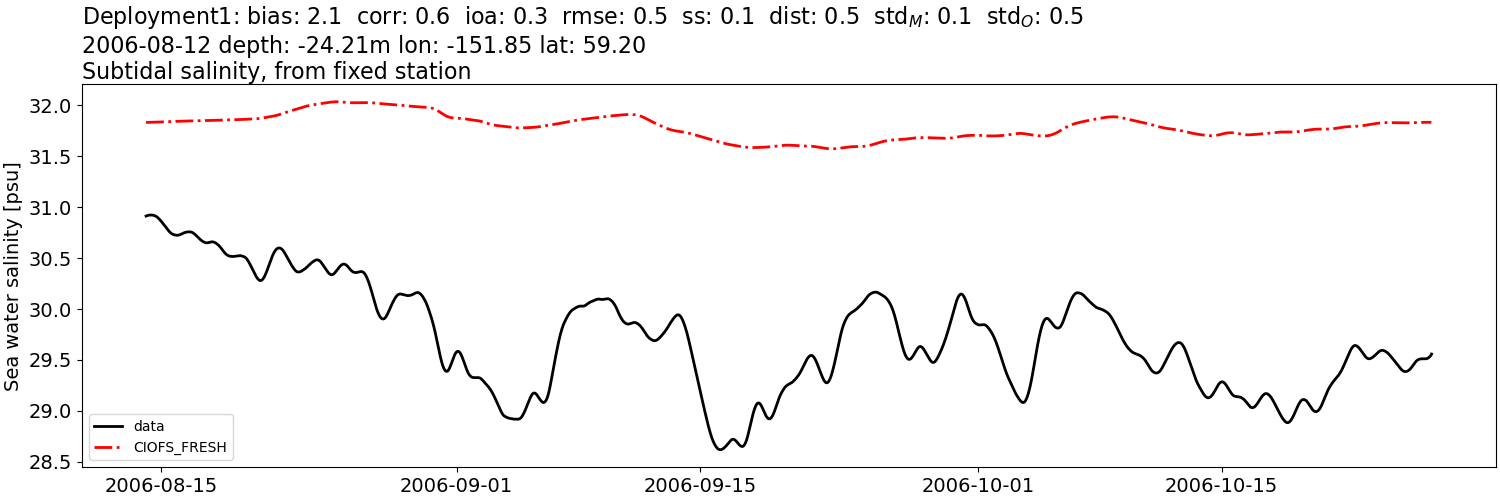 Deployment1: bias: 2.1  corr: 0.6  ioa: 0.3  rmse: 0.5  ss: 0.1  dist: 0.5  std_M: 0.1  std_O: 0.5
2006-08-12 depth: -24.21m lon: -151.85 lat: 59.20
Subtidal salinity, from fixed station
Sea water salinity [psu]
32.0
31.5
31.0
30.5
30.0
29.5
29.0
28.5
data
CIOFS_FRESH
2006-08-15 2006-09-01 2006-09-15 2006-10-01 2006-10-15